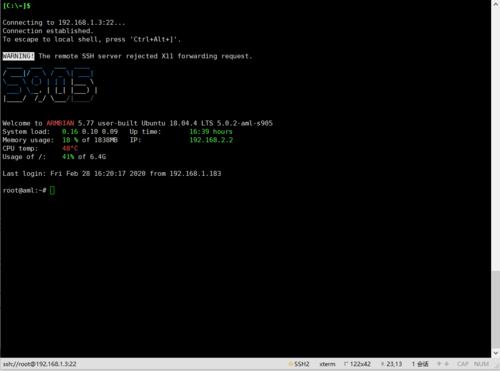 [C:\~]$
Connecting to 192.168.1.3:22...
Connection established.
To escape to local shell, press 'Ctrl+Alt+]'.
WARNING! The remote SSH server rejected X11 forwarding request.
S905
Welcome to ARMBIAN 5.77 user-built Ubuntu 18.04.4 LTS 5.0.2-aml-s905
System load: 0.16 0.10 0.09 Up time: 16:39 hours
Memory usage: 18 % of 1838MB IP: 192.168.2.2
CPU temp: 48°C
Usage of /: 41% of 6.4G
Last login: Fri Feb 28 16:20:17 2020 from 192.168.1.183
root@aml:~#
ssh://root@192.168.1.3:22 SSH2 xterm 122x42 23,13 1 会话 CAP NUM